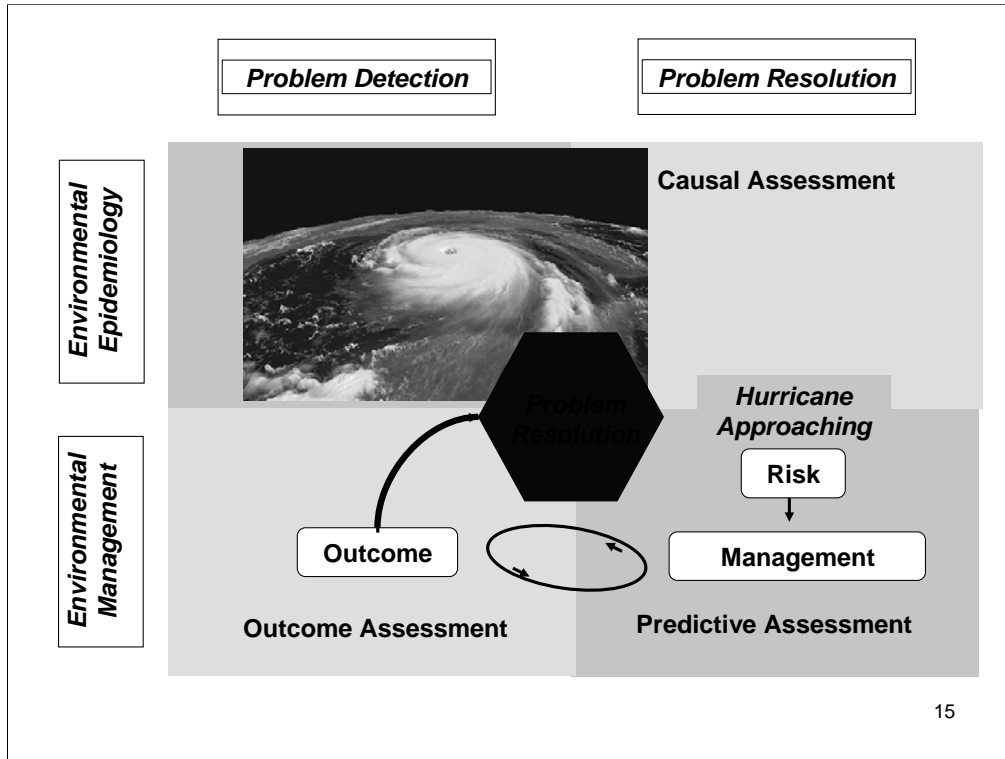 Problem Detection
Problem Resolution
Environmental
Epidemiology
Causal Assessment
Problem
Resolution
Hurricane
Approaching
Risk
Environmental
Management
Outcome
Management
Outcome Assessment
Predictive Assessment
15